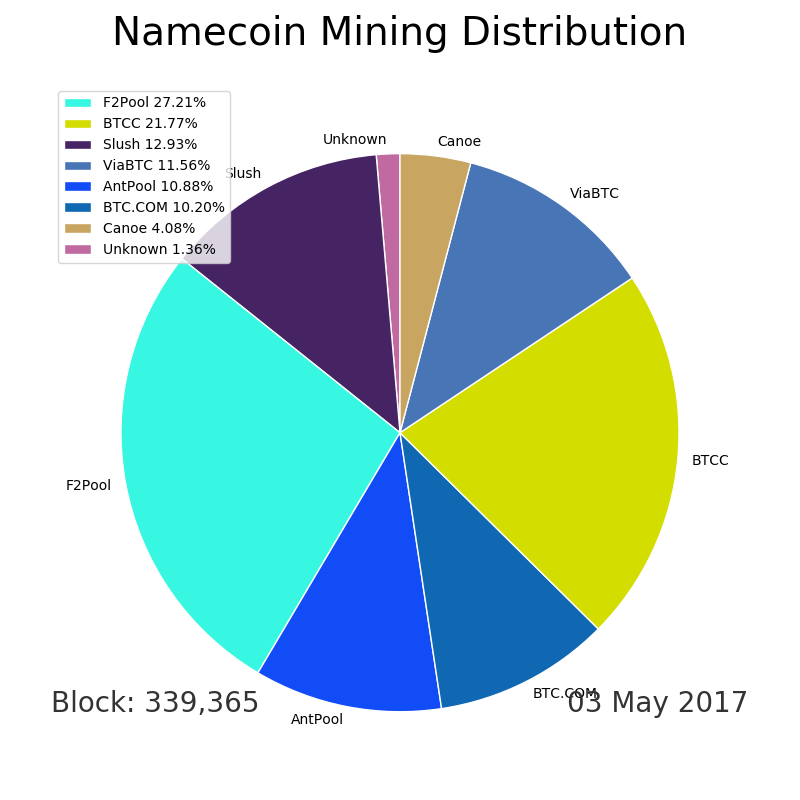 Namecoin Mining Distribution
F2Pool 27.21%
BTCC 21.77%
Slush 12.93%
ViaBTC 11.56%
AntPool 10.88%
BTC.COM 10.20%
Canoe 4.08%
Unknown 1.36%
Unknown
Canoe
Slush
ViaBTC
BTCC
F2Pool
BTC.COM
Block: 339,365
03 May 2017
AntPool